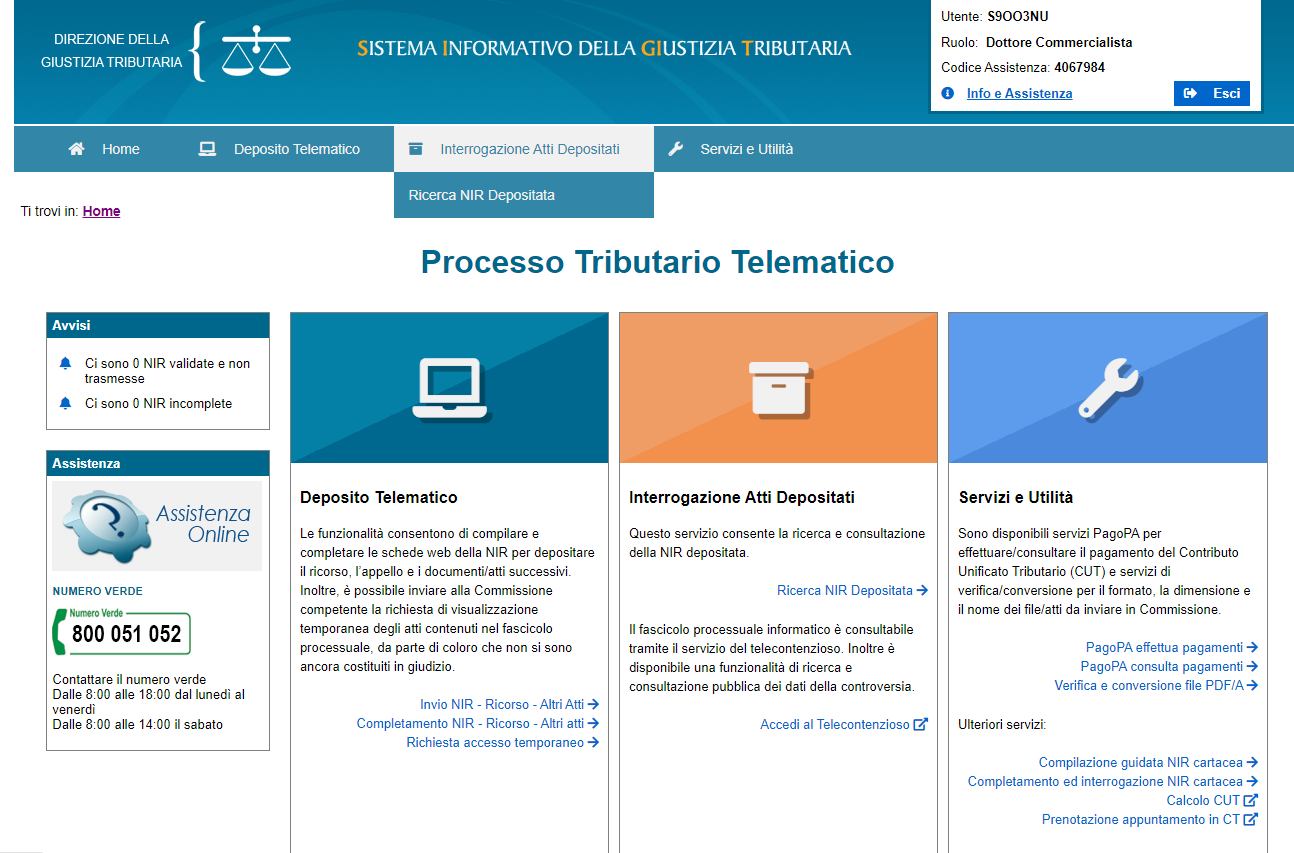 DIREZIONE DELLA
GIUSTIZIA TRIBUTARIA
SISTEMA INFORMATIVO DELLA GIUSTIZIA TRIBUTARIA
Utente: S9OO3NU
Ruolo: Dottore Commercialista
Codice Assistenza: 4067984
Info e Assistenza
Esci
Home
Deposito Telematico
Interrogazione Atti Depositati
Servizi e Utilità
Ricerca NIR Depositata
Ti trovi in: Home
Processo Tributario Telematico
Avvisi
Ci sono 0 NIR validate e non
trasmesse
Ci sono 0 NIR incomplete
Assistenza
Assistenza
Online
NUMERO VERDE
Numero Verde
800 051 052
Contattare il numero verde
Dalle 8:00 alle 18:00 dal lunedì al
venerdì
Dalle 8:00 alle 14:00 il sabato
Deposito Telematico
Le funzionalità consentono di compilare e
completare le schede web della NIR per depositare
il ricorso, l'appello e i documenti/atti successivi.
Inoltre, è possibile inviare alla Commissione
competente la richiesta di visualizzazione
temporanea degli atti contenuti nel fascicolo
processuale, da parte di coloro che non si sono
ancora costituiti in giudizio.
Invio NIR - Ricorso - Altri Atti
Completamento NIR - Ricorso - Altri atti
Richiesta accesso temporaneo
Interrogazione Atti Depositati
Questo servizio consente la ricerca e consultazione
della NIR depositata.
Ricerca NIR Depositata
Il fascicolo processuale informatico è consultabile
tramite il servizio del telecontenzioso. Inoltre è
disponibile una funzionalità di ricerca e
consultazione pubblica dei dati della controversia.
Accedi al Telecontenzioso
Servizi e Utilità
Sono disponibili servizi PagoPA per
effettuare/consultare il pagamento del Contributo
Unificato Tributario (CUT) e servizi di
verifica/conversione per il formato, la dimensione e
il nome dei file/atti da inviare in Commissione.
PagoPA effettua pagamenti
PagoPA consulta pagamenti
Verifica e conversione file PDF/A
Ulteriori servizi:
Compilazione guidata NIR cartacea
Completamento ed interrogazione NIR cartacea
Calcolo CUT
Prenotazione appuntamento in CT